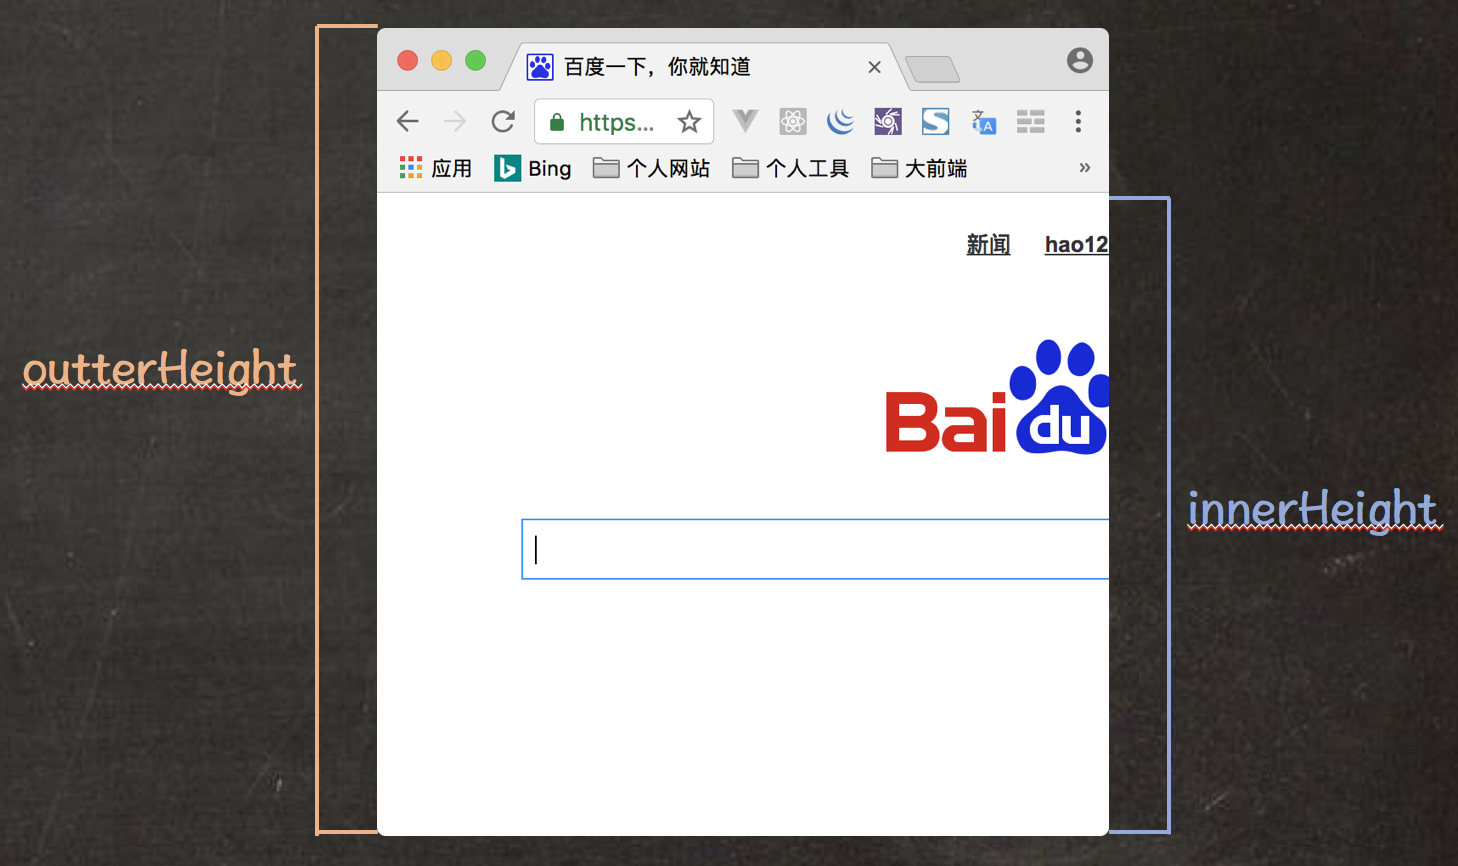 百度一下，你就知道
https...
应用 Bing 个人网站 个人工具 大前端 »
新闻 hao12
outterHeight
Baidu
innerHeight